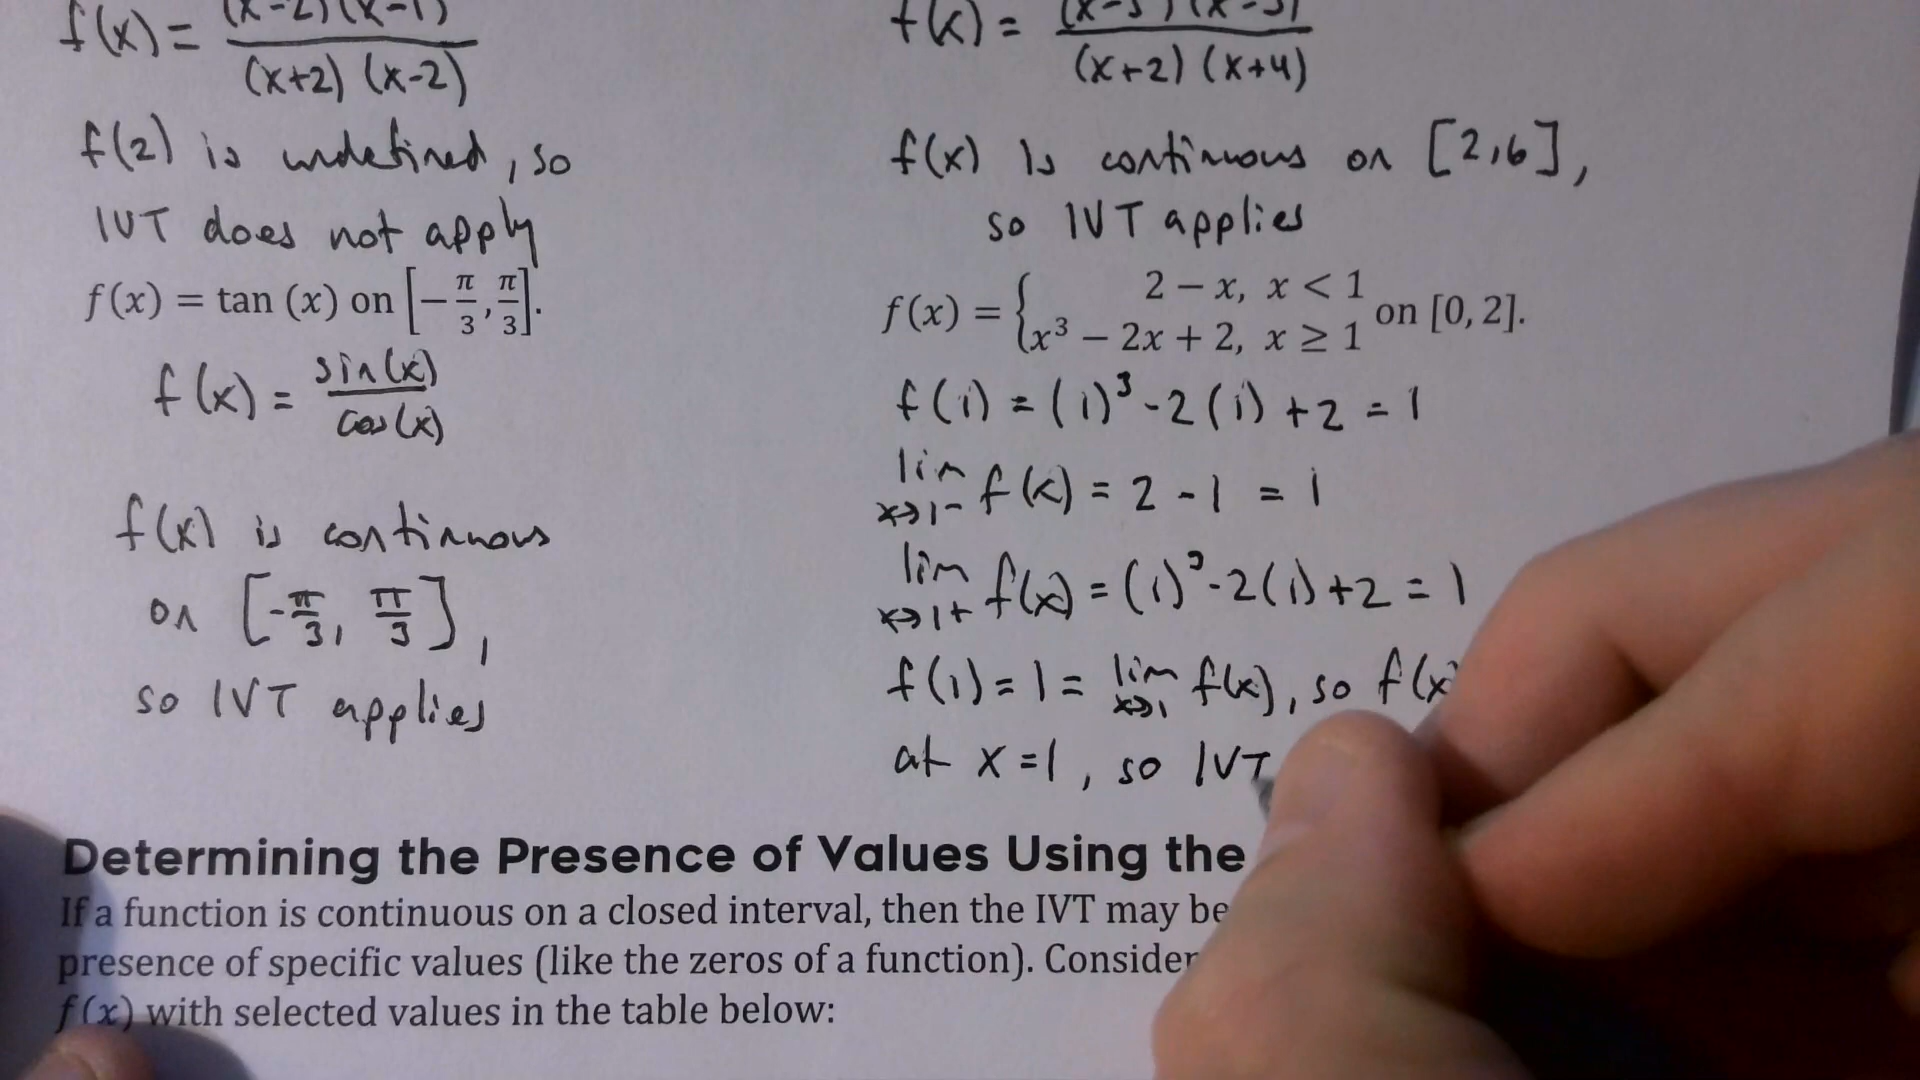 f(x) = (x-2)(x-1) / (x+2)(x-2)
f(2) is undefined, so
IVT does not apply
f(x) = tan (x) on [-π/3, π/3].
f(x) = sin(x) / cos(x)
f(x) is continuous
on [-π/3, π/3],
so IVT applies
(x+2)(x+4)
f(x) is continuous on [2,6],
so IVT applies
f(x) = { 2 − x, x < 1
x³ − 2x + 2, x ≥ 1 on [0, 2].
f(1) = (1)³ - 2(1) + 2 = 1
lim x→1- f(x) = 2 - 1 = 1
lim x→1+ f(x) = (1)³ - 2(1) + 2 = 1
f(1) = 1 = lim x→1 f(x), so f(x)
at x = 1, so IVT
Determining the Presence of Values Using the
If a function is continuous on a closed interval, then the IVT may be
presence of specific values (like the zeros of a function). Consider
f(x) with selected values in the table below: